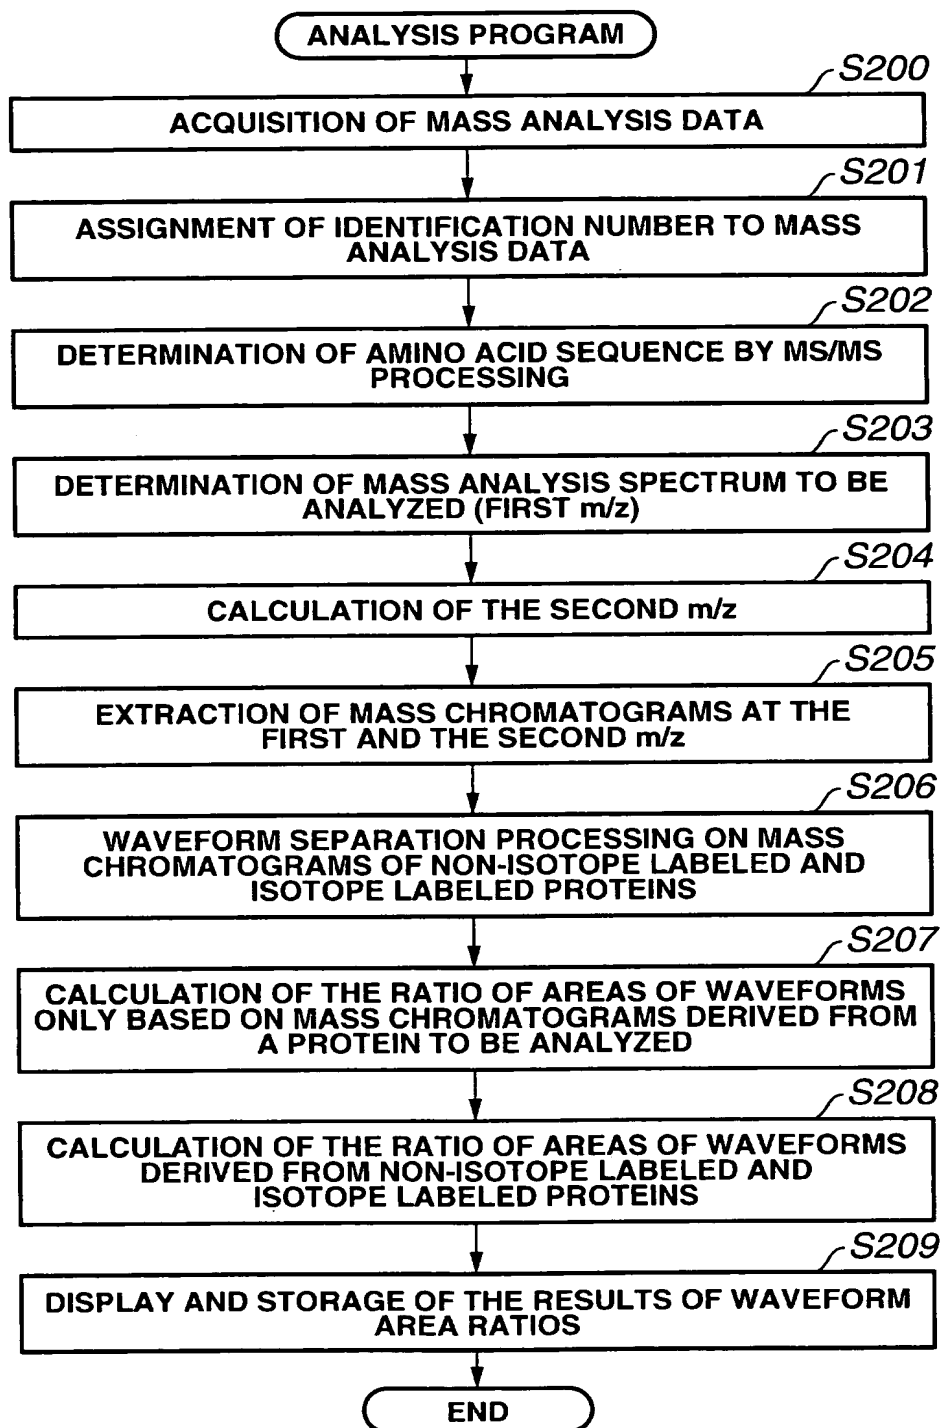 ANALYSIS PROGRAM
S200
ACQUISITION OF MASS ANALYSIS DATA
S201
ASSIGNMENT OF IDENTIFICATION NUMBER TO MASS
ANALYSIS DATA
S202
DETERMINATION OF AMINO ACID SEQUENCE BY MS/MS
PROCESSING
S203
DETERMINATION OF MASS ANALYSIS SPECTRUM TO BE
ANALYZED (FIRST m/z)
S204
CALCULATION OF THE SECOND m/z
S205
EXTRACTION OF MASS CHROMATOGRAMS AT THE
FIRST AND THE SECOND m/z
S206
WAVEFORM SEPARATION PROCESSING ON MASS
CHROMATOGRAMS OF NON-ISOTOPE LABELED AND
ISOTOPE LABELED PROTEINS
S207
CALCULATION OF THE RATIO OF AREAS OF WAVEFORMS
ONLY BASED ON MASS CHROMATOGRAMS DERIVED FROM
A PROTEIN TO BE ANALYZED
S208
CALCULATION OF THE RATIO OF AREAS OF WAVEFORMS
DERIVED FROM NON-ISOTOPE LABELED AND
ISOTOPE LABELED PROTEINS
S209
DISPLAY AND STORAGE OF THE RESULTS OF WAVEFORM
AREA RATIOS
END